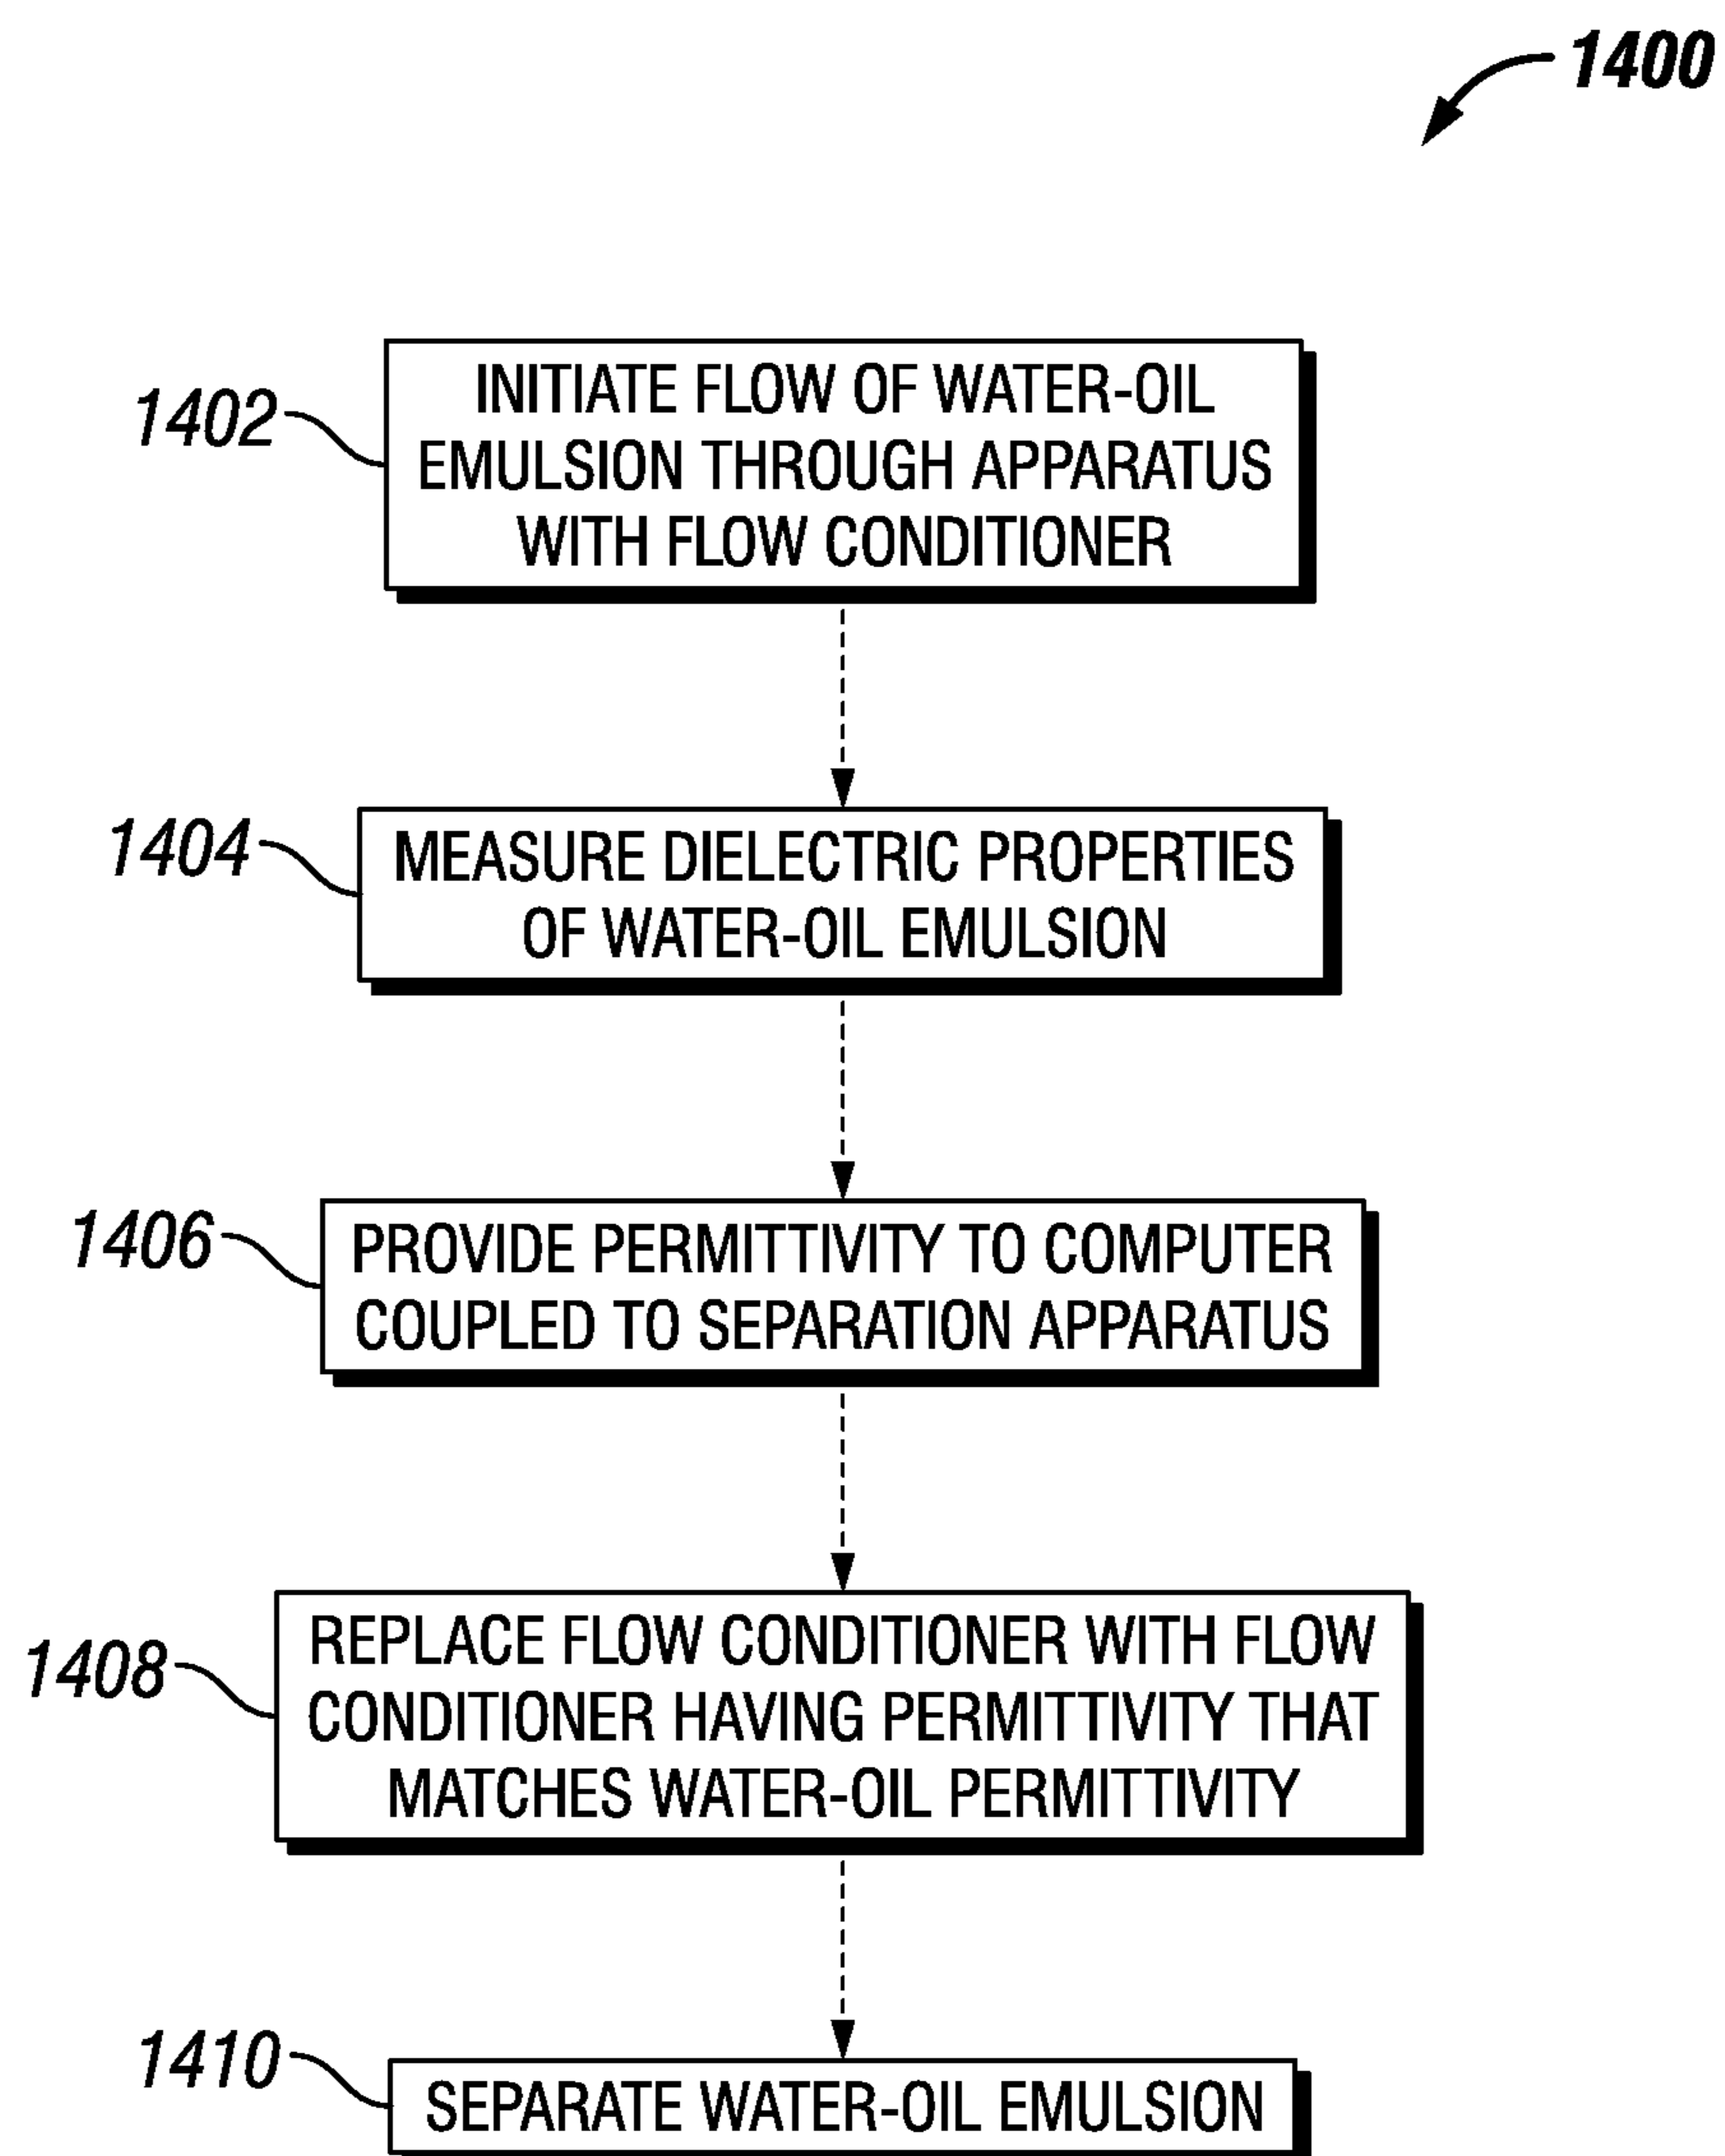 1400
1402
INITIATE FLOW OF WATER-OIL
EMULSION THROUGH APPARATUS
WITH FLOW CONDITIONER
1404
MEASURE DIELECTRIC PROPERTIES
OF WATER-OIL EMULSION
1406
PROVIDE PERMITTIVITY TO COMPUTER
COUPLED TO SEPARATION APPARATUS
1408
REPLACE FLOW CONDITIONER WITH FLOW
CONDITIONER HAVING PERMITTIVITY THAT
MATCHES WATER-OIL PERMITTIVITY
1410
SEPARATE WATER-OIL EMULSION